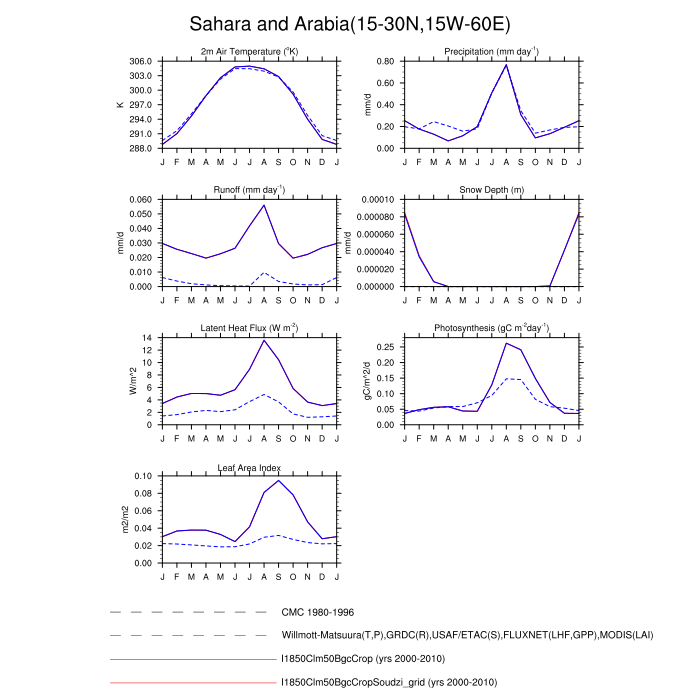 Sahara and Arabia(15-30N,15W-60E)
2m Air Temperature (°K)
K
306.0
303.0
300.0
297.0
294.0
291.0
288.0
J F M A M J J A S O N D J
Precipitation (mm day⁻¹)
mm/d
0.80
0.60
0.40
0.20
0.00
J F M A M J J A S O N D J
Runoff (mm day⁻¹)
mm/d
0.060
0.050
0.040
0.030
0.020
0.010
0.000
J F M A M J J A S O N D J
Snow Depth (m)
mm/d
0.00010
0.000080
0.000060
0.000040
0.000020
0.000000
J F M A M J J A S O N D J
Latent Heat Flux (W m⁻²)
W/m^2
14
12
10
8
6
4
2
0
J F M A M J J A S O N D J
Photosynthesis (gC m⁻²day⁻¹)
gC/m^2/d
0.25
0.20
0.15
0.10
0.05
0.00
J F M A M J J A S O N D J
Leaf Area Index
m2/m2
0.10
0.08
0.06
0.04
0.02
0.00
J F M A M J J A S O N D J
CMC 1980-1996
Willmott-Matsuura(T,P),GRDC(R),USAF/ETAC(S),FLUXNET(LHF,GPP),MODIS(LAI)
I1850Clm50BgcCrop (yrs 2000-2010)
I1850Clm50BgcCropSoudzi_grid (yrs 2000-2010)